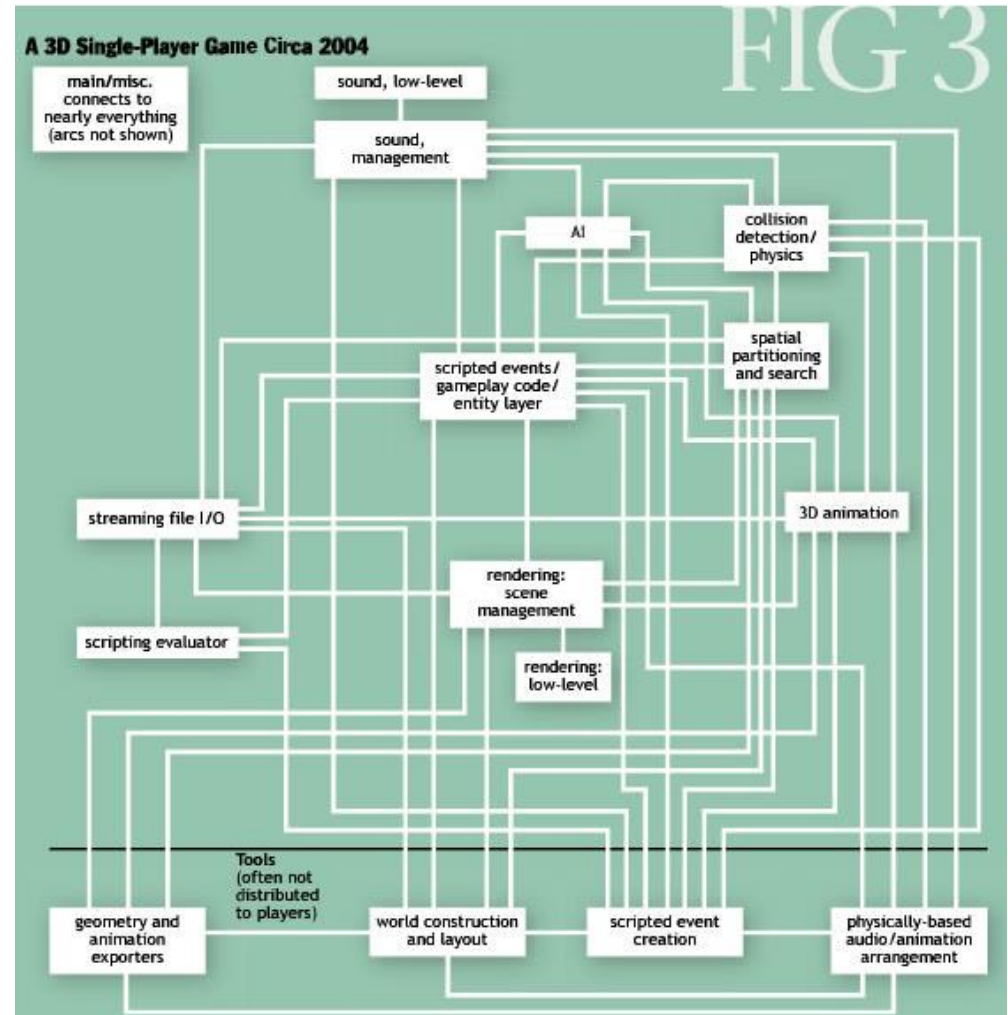 FIG 3
A 3D Single-Player Game Circa 2004
main/misc.
connects to
nearly everything
(arcs not shown)
sound, low-level
sound,
management
AI
collision
detection/
physics
spatial
partitioning
and search
scripted events/
gameplay code/
entity layer
streaming file I/O
3D animation
rendering:
scene
management
scripting evaluator
rendering:
low-level
Tools
(often not
distributed
to players)
geometry and
animation
exporters
world construction
and layout
scripted event
creation
physically-based
audio/animation
arrangement